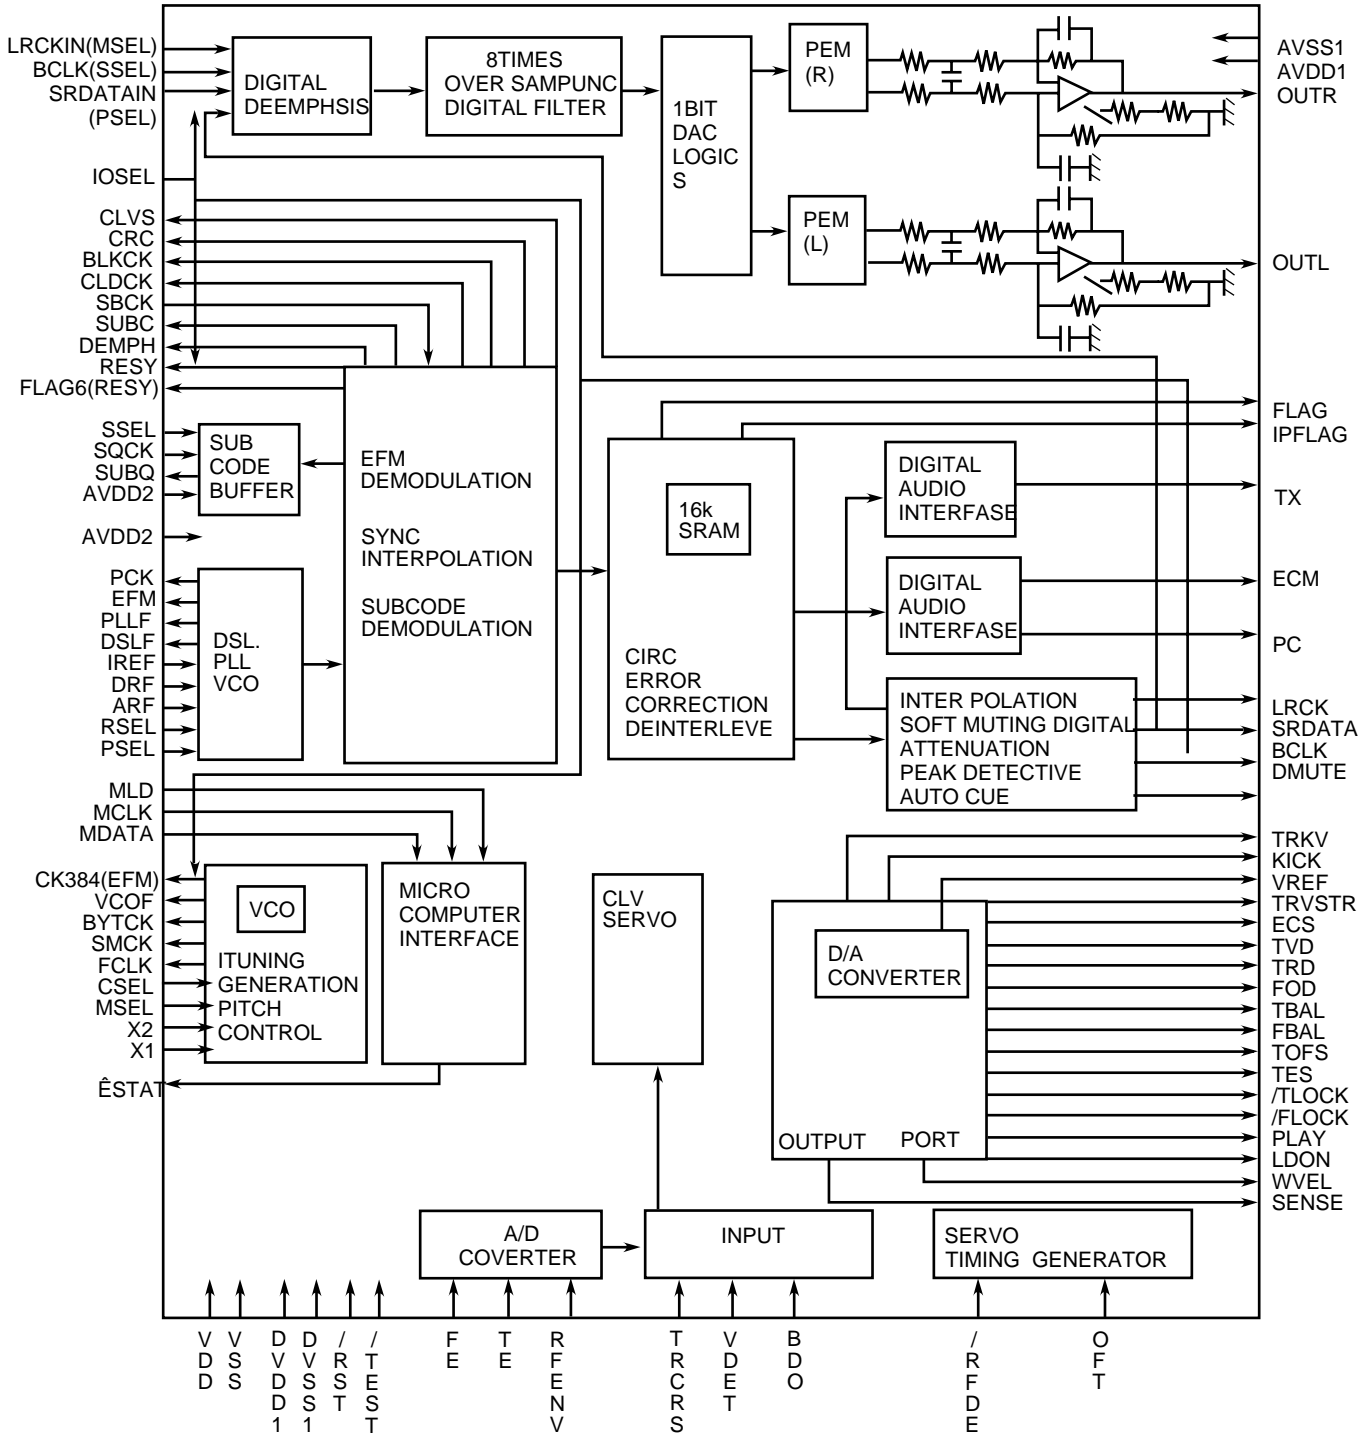 LRCKIN(MSEL)
BCLK(SSEL)
SRDATAIN
(PSEL)
IOSEL
CLVS
CRC
BLKCK
CLDCK
SBCK
SUBC
DEMPH
RESY
FLAG6(RESY)
SSEL
SQCK
SUBQ
AVDD2
AVDD2
PCK
EFM
PLLF
DSLF
IREF
DRF
ARF
RSEL
PSEL
MLD
MCLK
MDATA
CK384(EFM)
VCOF
BYTCK
SMCK
FCLK
CSEL
MSEL
X2
X1
ÊSTAT
DIGITAL
DEEMPHSIS
8TIMES
OVER SAMPUNC
DIGITAL FILTER
1BIT
DAC
LOGIC
S
PEM
(R)
PEM
(L)
SUB
CODE
BUFFER
EFM
DEMODULATION
SYNC
INTERPOLATION
SUBCODE
DEMODULATION
DSL.
PLL
VCO
16k
SRAM
CIRC
ERROR
CORRECTION
DEINTERLEVE
DIGITAL
AUDIO
INTERFASE
DIGITAL
AUDIO
INTERFASE
INTER POLATION
SOFT MUTING DIGITAL
ATTENUATION
PEAK DETECTIVE
AUTO CUE
VCO
ITUNING
GENERATION
PITCH
CONTROL
MICRO
COMPUTER
INTERFACE
CLV
SERVO
D/A
CONVERTER
OUTPUT PORT
A/D
COVERTER
INPUT
SERVO
TIMING GENERATOR
AVSS1
AVDD1
OUTR
OUTL
FLAG
IPFLAG
TX
ECM
PC
LRCK
SRDATA
BCLK
DMUTE
TRKV
KICK
VREF
TRVSTR
ECS
TVD
TRD
FOD
TBAL
FBAL
TOFS
TES
/TLOCK
/FLOCK
PLAY
LDON
WVEL
SENSE
VDD
VSS
DVDD1
DVSS1
/RST
/TEST
FE
TE
RFENV
TRCRS
VDET
BDO
/RFDE
OFT